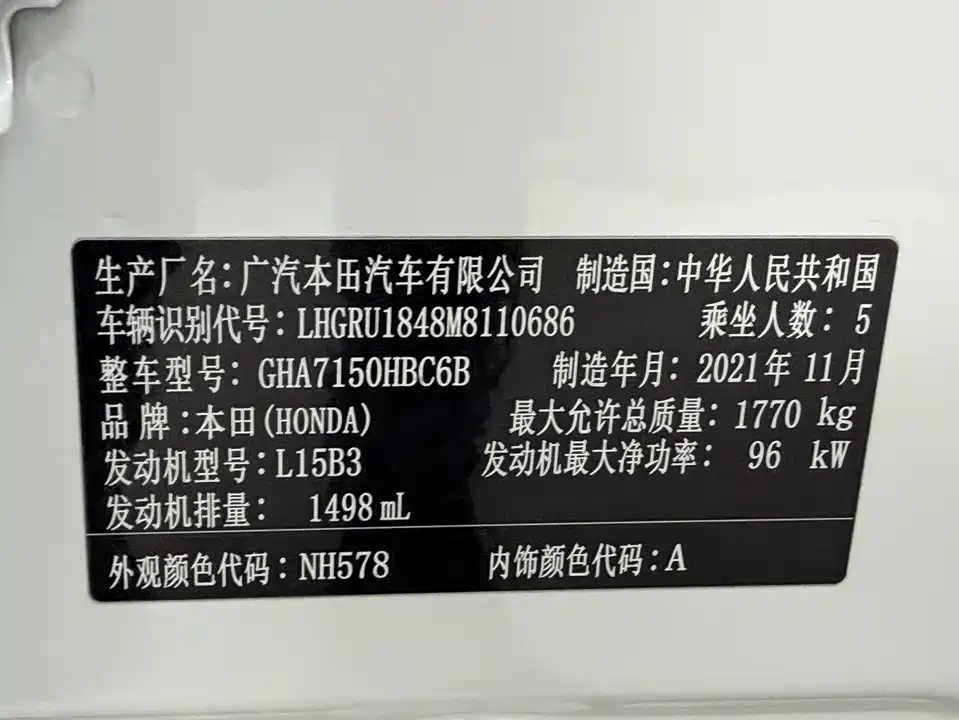 生产厂名：广汽本田汽车有限公司 制造国：中华人民共和国
车辆识别代号：LHGRU1848M8110686 乘坐人数：5
整车型号：GHA7150HBC6B 制造年月：2021年11月
品 牌：本田(HONDA) 最大允许总质量：1770 kg
发动机型号：L15B3 发动机最大净功率：96 kW
发动机排量：1498 mL
外观颜色代码：NH578 内饰颜色代码：A